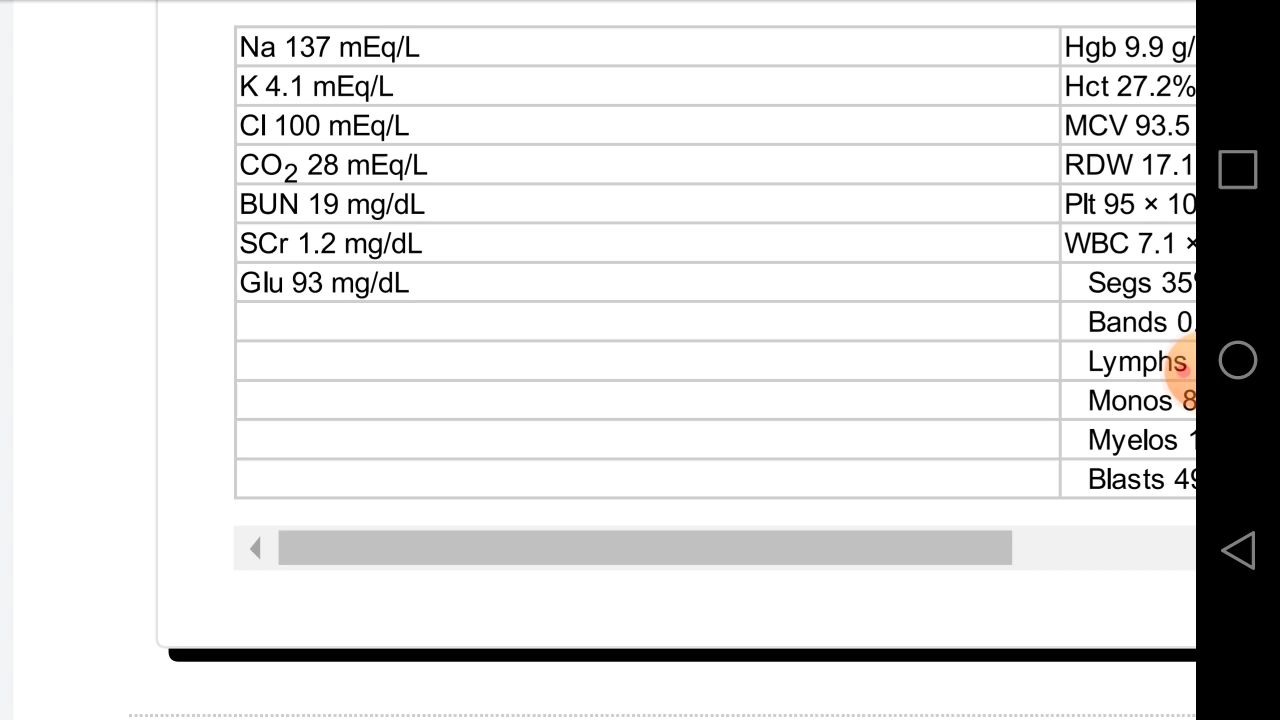 Na 137 mEq/L Hgb 9.9 g/
K 4.1 mEq/L Hct 27.2%
Cl 100 mEq/L MCV 93.5
CO2 28 mEq/L RDW 17.1
BUN 19 mg/dL Plt 95 × 10
SCr 1.2 mg/dL WBC 7.1 ×
Glu 93 mg/dL Segs 35
Bands 0.
Lymphs
Monos 8
Myelos 1
Blasts 49